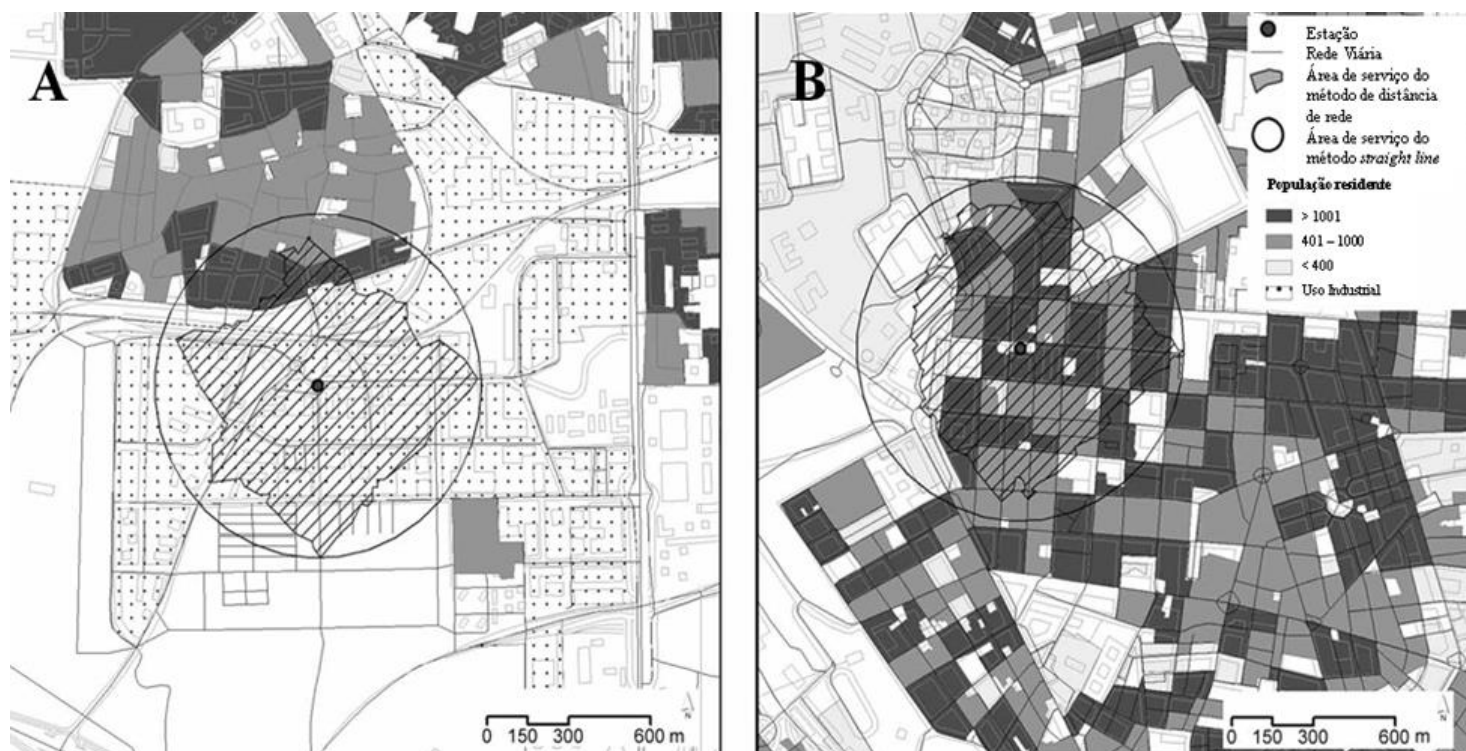 A
0 150 300 600 m
N
B
Estação
Rede Viária
Área de serviço do
método de distância
de rede
Área de serviço do
método straight line
População residente
> 1001
401 – 1000
< 400
Uso Industrial
0 150 300 600 m
N